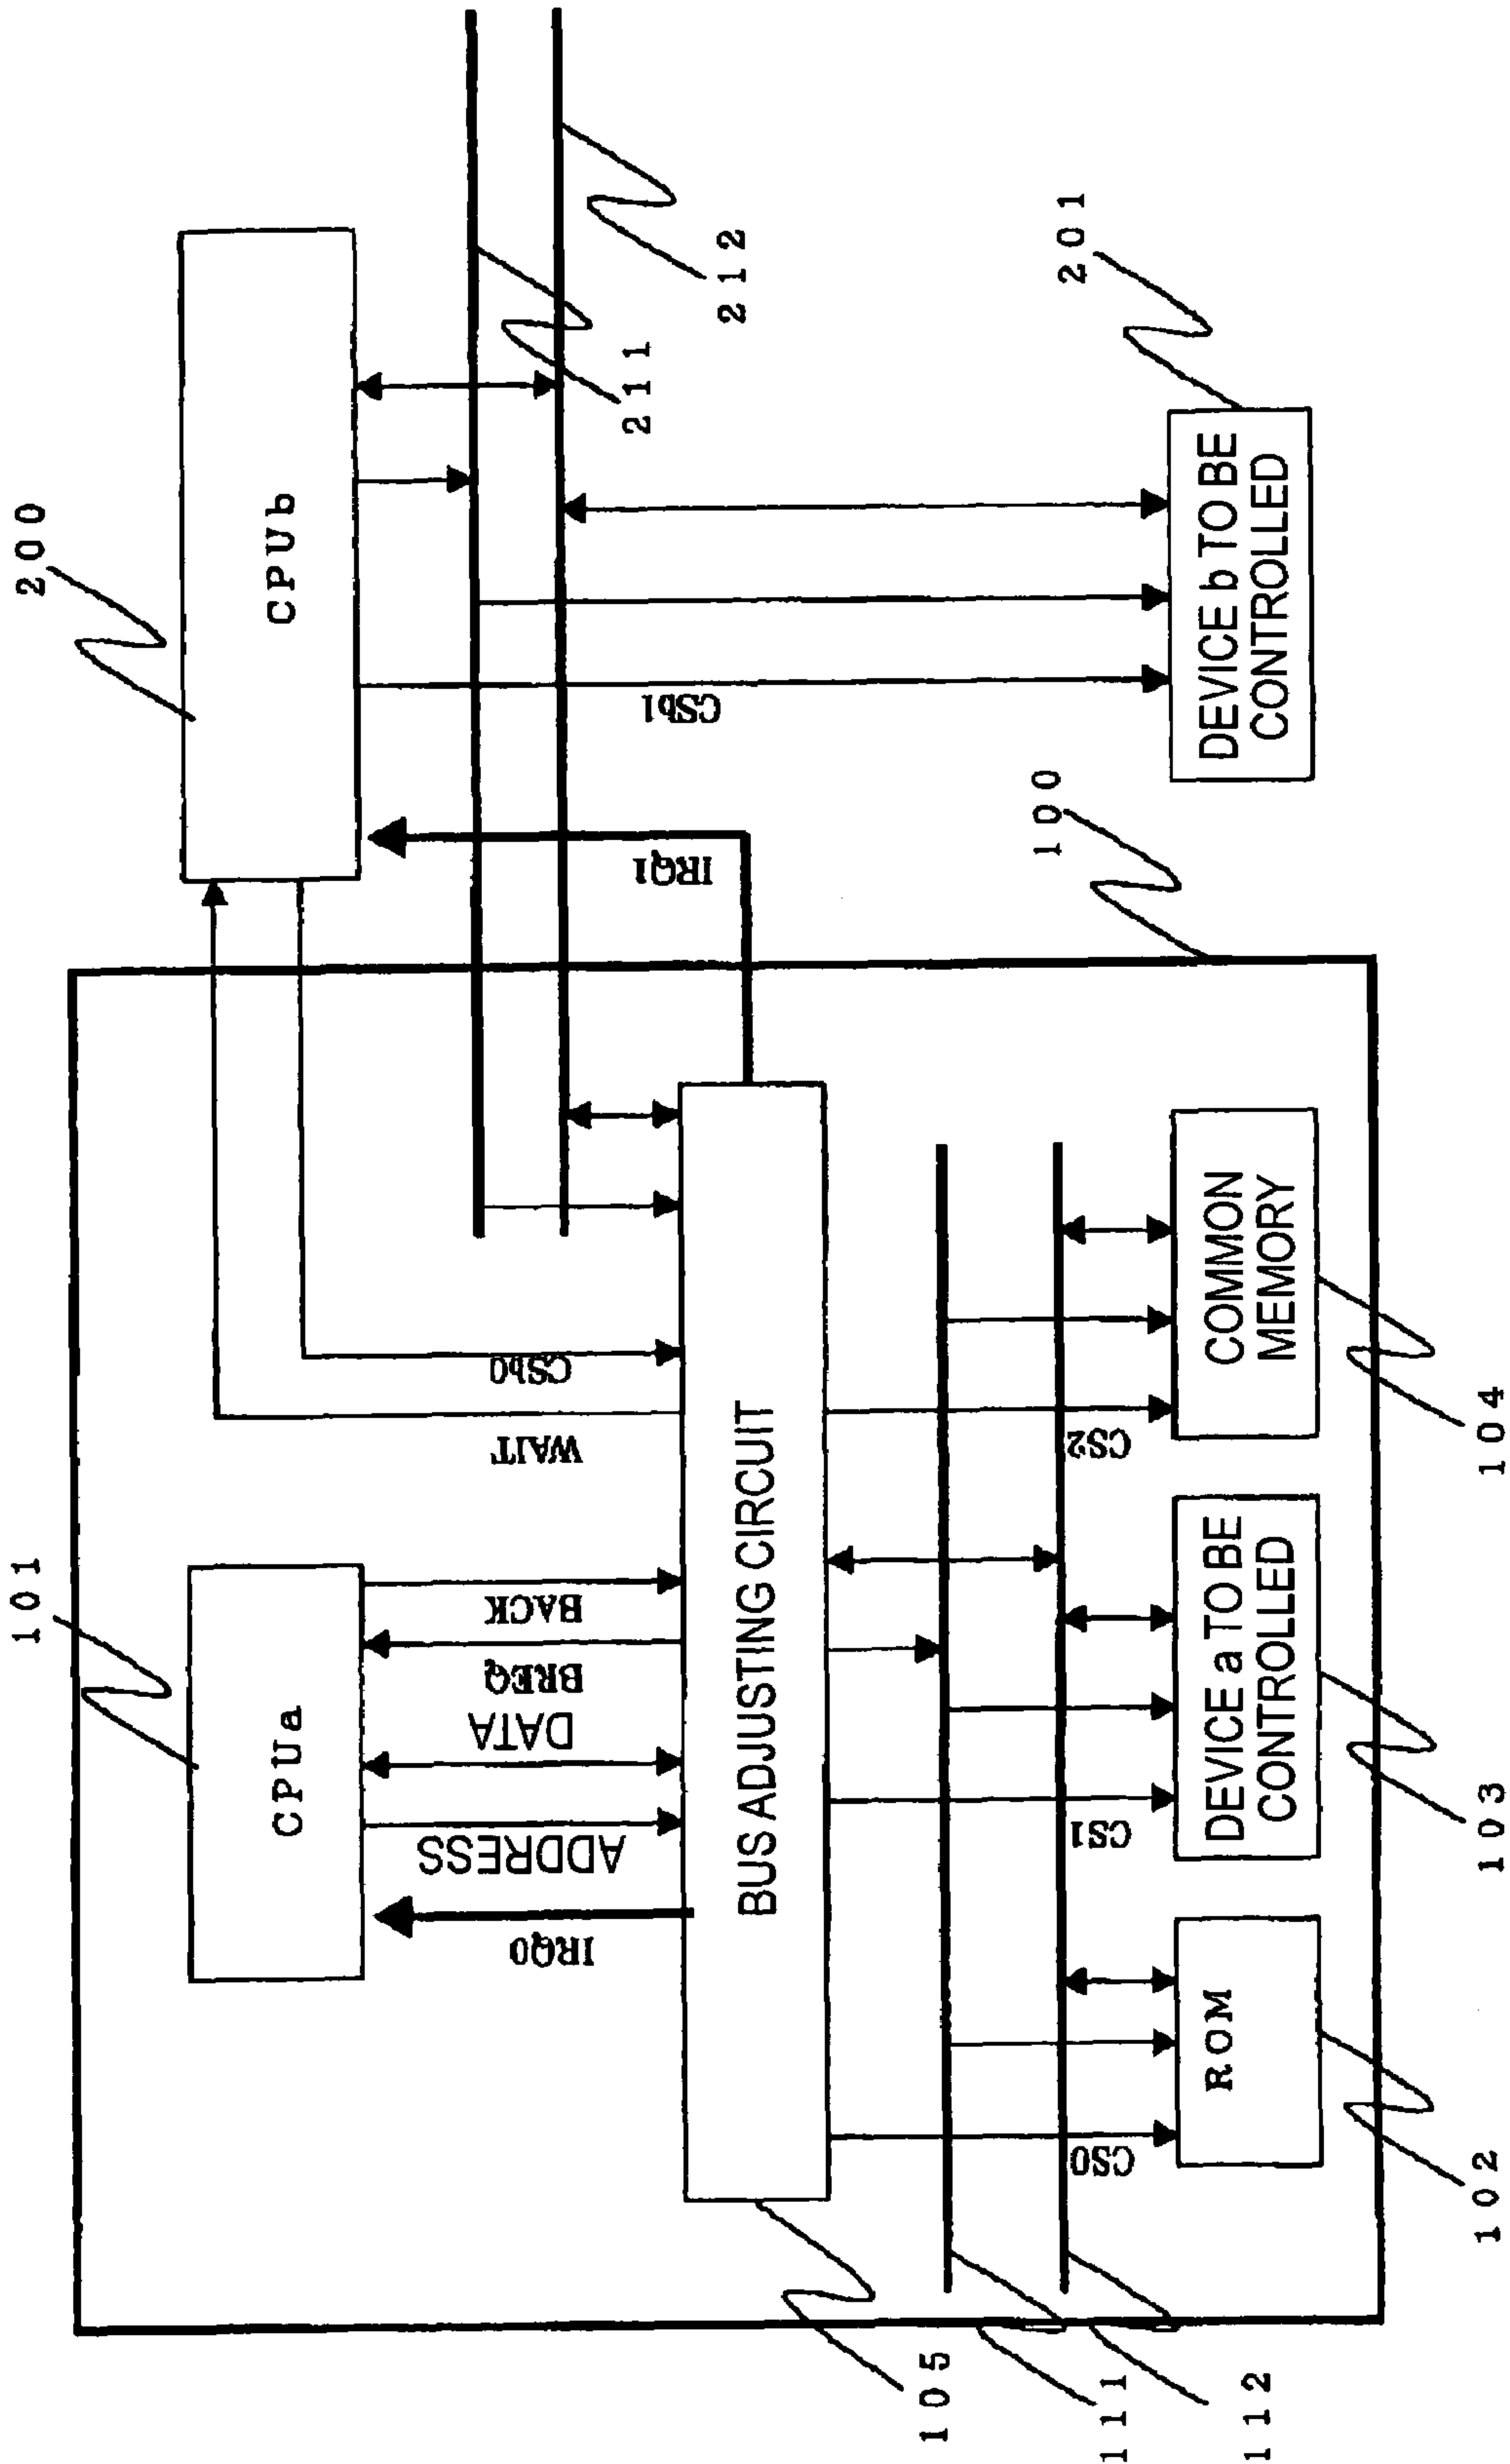 200
CPUb
211
212
CSb1
201
DEVICE b TO BE
CONTROLLED
IRQ1
100
101
CPUa
IRQ0
ADDRESS
DATA
BREQ
BACK
WAIT
CSb0
BUS ADJUSTING CIRCUIT
105
111
112
CS0
ROM
102
CS1
DEVICE a TO BE
CONTROLLED
103
CS2
COMMON
MEMORY
104